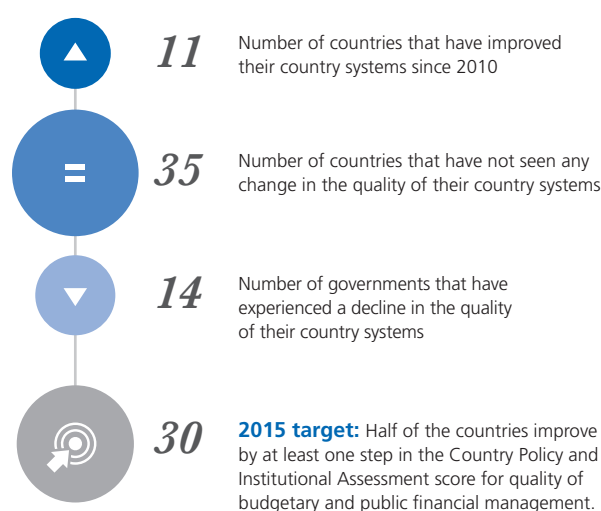 11
Number of countries that have improved
their country systems since 2010
35
Number of countries that have not seen any
change in the quality of their country systems
14
Number of governments that have
experienced a decline in the quality
of their country systems
30
2015 target: Half of the countries improve
by at least one step in the Country Policy and
Institutional Assessment score for quality of
budgetary and public financial management.